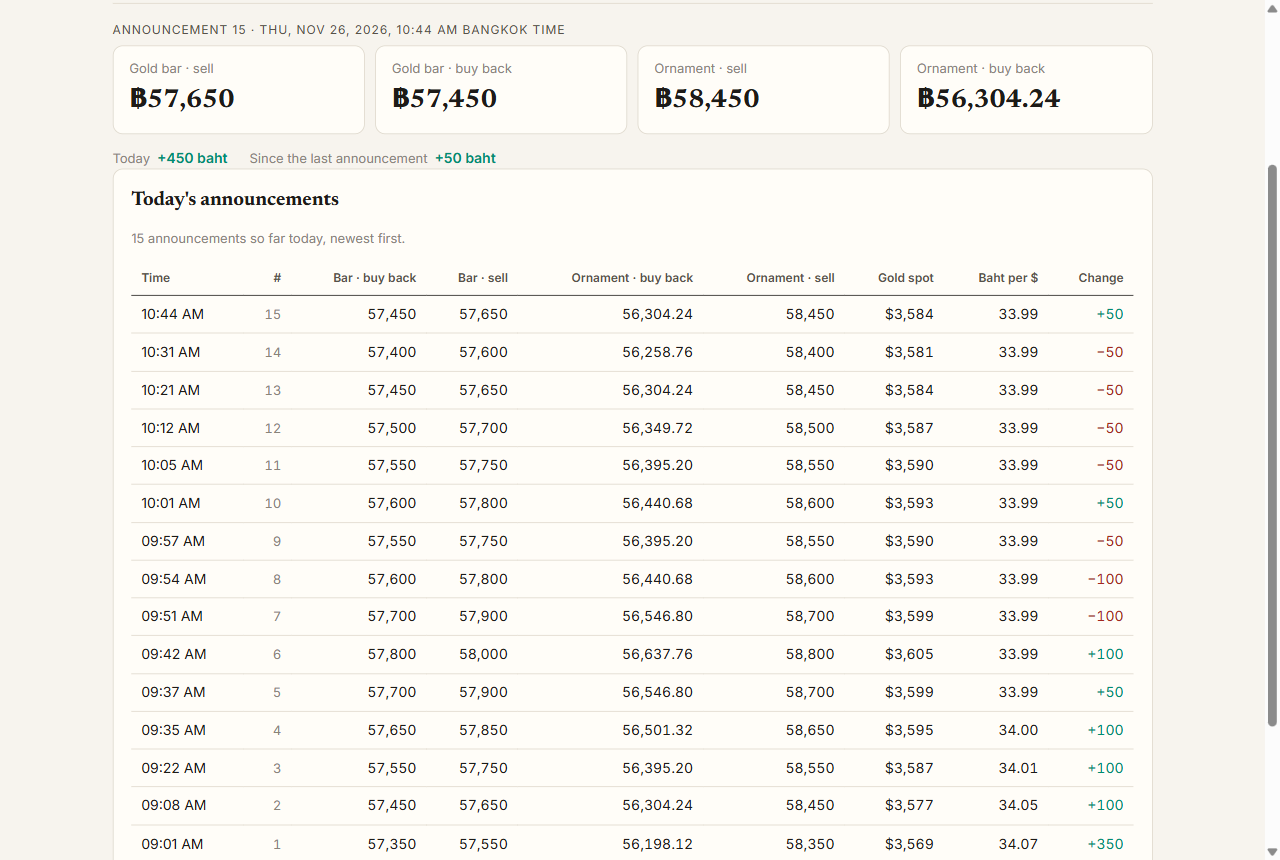 ANNOUNCEMENT 15 · THU, NOV 26, 2026, 10:44 AM BANGKOK TIME
Gold bar · sell
฿57,650
Gold bar · buy back
฿57,450
Ornament · sell
฿58,450
Ornament · buy back
฿56,304.24
Today +450 baht Since the last announcement +50 baht
Today's announcements
15 announcements so far today, newest first.
Time # Bar · buy back Bar · sell Ornament · buy back Ornament · sell Gold spot Baht per $ Change
10:44 AM 15 57,450 57,650 56,304.24 58,450 $3,584 33.99 +50
10:31 AM 14 57,400 57,600 56,258.76 58,400 $3,581 33.99 −50
10:21 AM 13 57,450 57,650 56,304.24 58,450 $3,584 33.99 −50
10:12 AM 12 57,500 57,700 56,349.72 58,500 $3,587 33.99 −50
10:05 AM 11 57,550 57,750 56,395.20 58,550 $3,590 33.99 −50
10:01 AM 10 57,600 57,800 56,440.68 58,600 $3,593 33.99 +50
09:57 AM 9 57,550 57,750 56,395.20 58,550 $3,590 33.99 −50
09:54 AM 8 57,600 57,800 56,440.68 58,600 $3,593 33.99 −100
09:51 AM 7 57,700 57,900 56,546.80 58,700 $3,599 33.99 −100
09:42 AM 6 57,800 58,000 56,637.76 58,800 $3,605 33.99 +100
09:37 AM 5 57,700 57,900 56,546.80 58,700 $3,599 33.99 +50
09:35 AM 4 57,650 57,850 56,501.32 58,650 $3,595 34.00 +100
09:22 AM 3 57,550 57,750 56,395.20 58,550 $3,587 34.01 +100
09:08 AM 2 57,450 57,650 56,304.24 58,450 $3,577 34.05 +100
09:01 AM 1 57,350 57,550 56,198.12 58,350 $3,569 34.07 +350